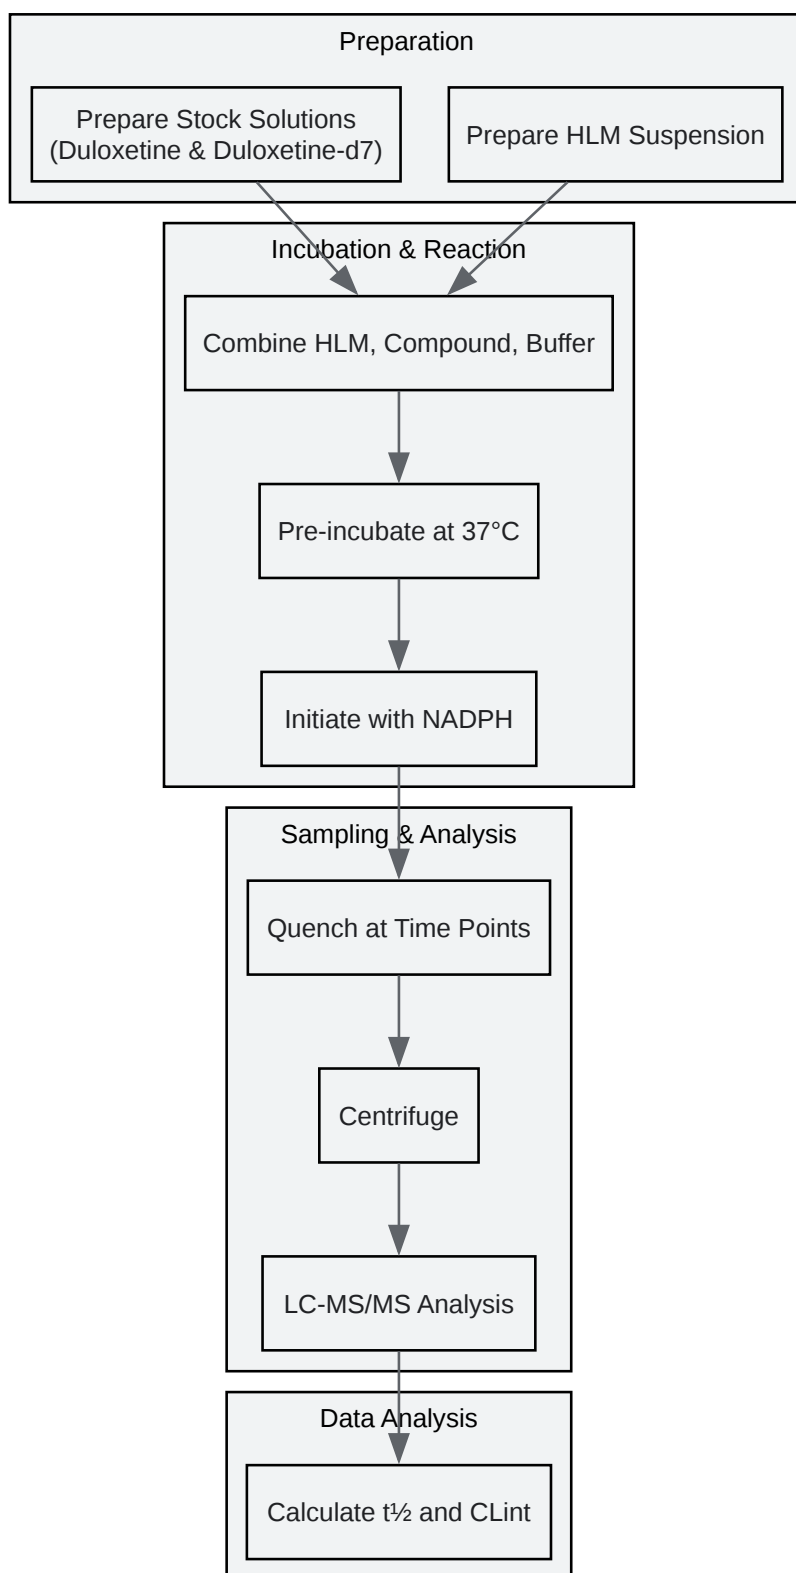 Preparation
Prepare Stock Solutions
(Duloxetine & Duloxetine-d7)
Prepare HLM Suspension
Incubation & Reaction
Combine HLM, Compound, Buffer
Pre-incubate at 37°C
Initiate with NADPH
Sampling & Analysis
Quench at Time Points
Centrifuge
LC-MS/MS Analysis
Data Analysis
Calculate t½ and CLint